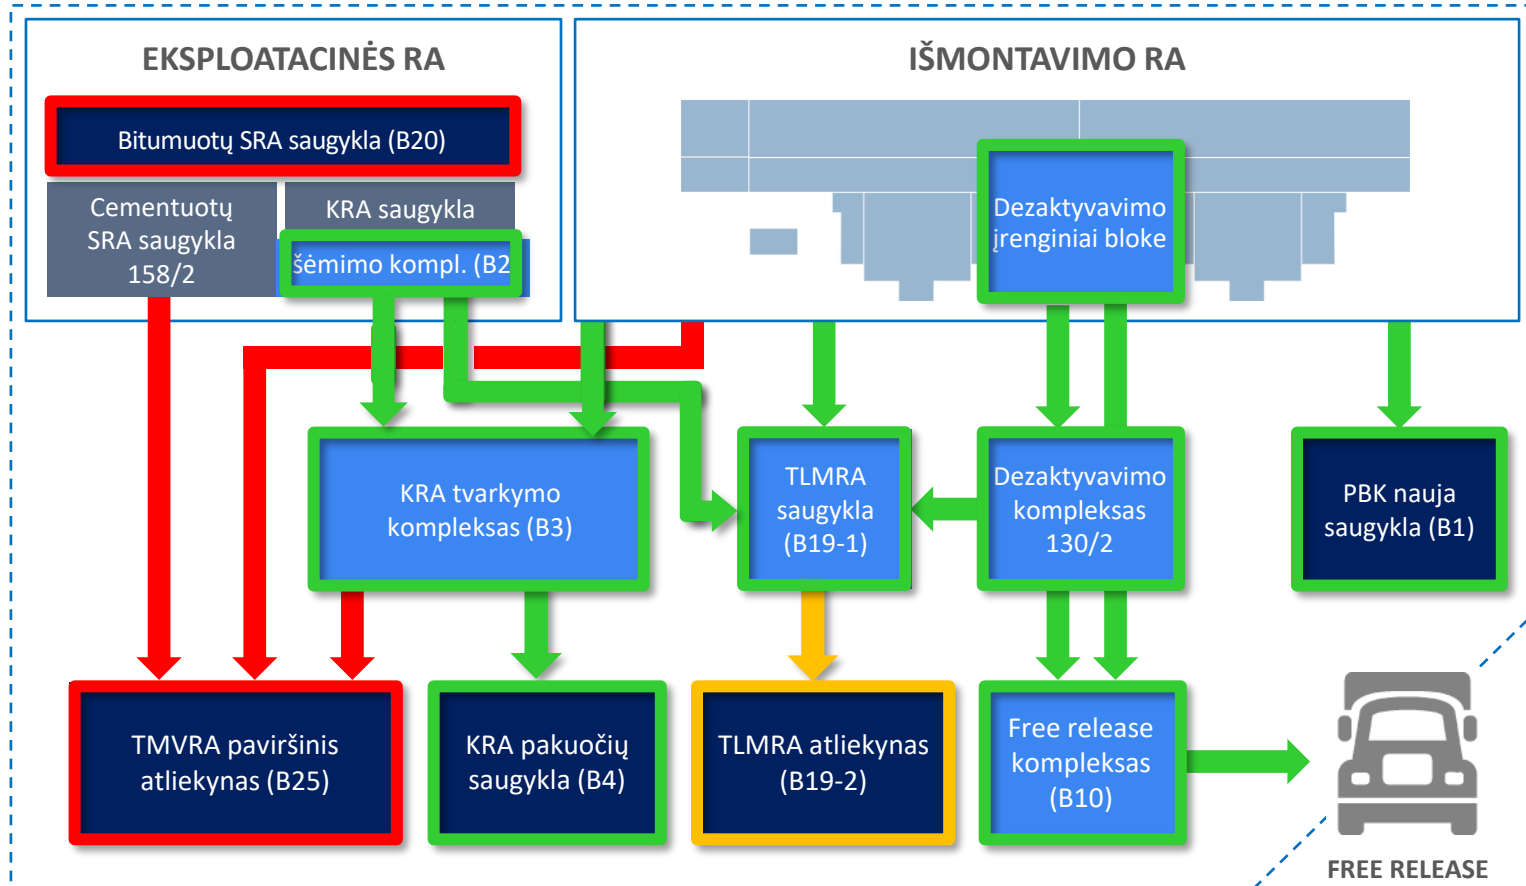 EKSPLOATACINĖS RA
IŠMONTAVIMO RA
Bitumuotų SRA saugykla (B20)
Cementuotų
SRA saugykla
158/2
KRA saugykla
šėmimo kompl. (B2
Dezaktyvavimo
įrenginiai bloke
KRA tvarkymo
kompleksas (B3)
TLMRA
saugykla
(B19-1)
Dezaktyvavimo
kompleksas
130/2
PBK nauja
saugykla (B1)
TMVRA paviršinis
atliekynas (B25)
KRA pakuočių
saugykla (B4)
TLMRA atliekynas
(B19-2)
Free release
kompleksas
(B10)
FREE RELEASE